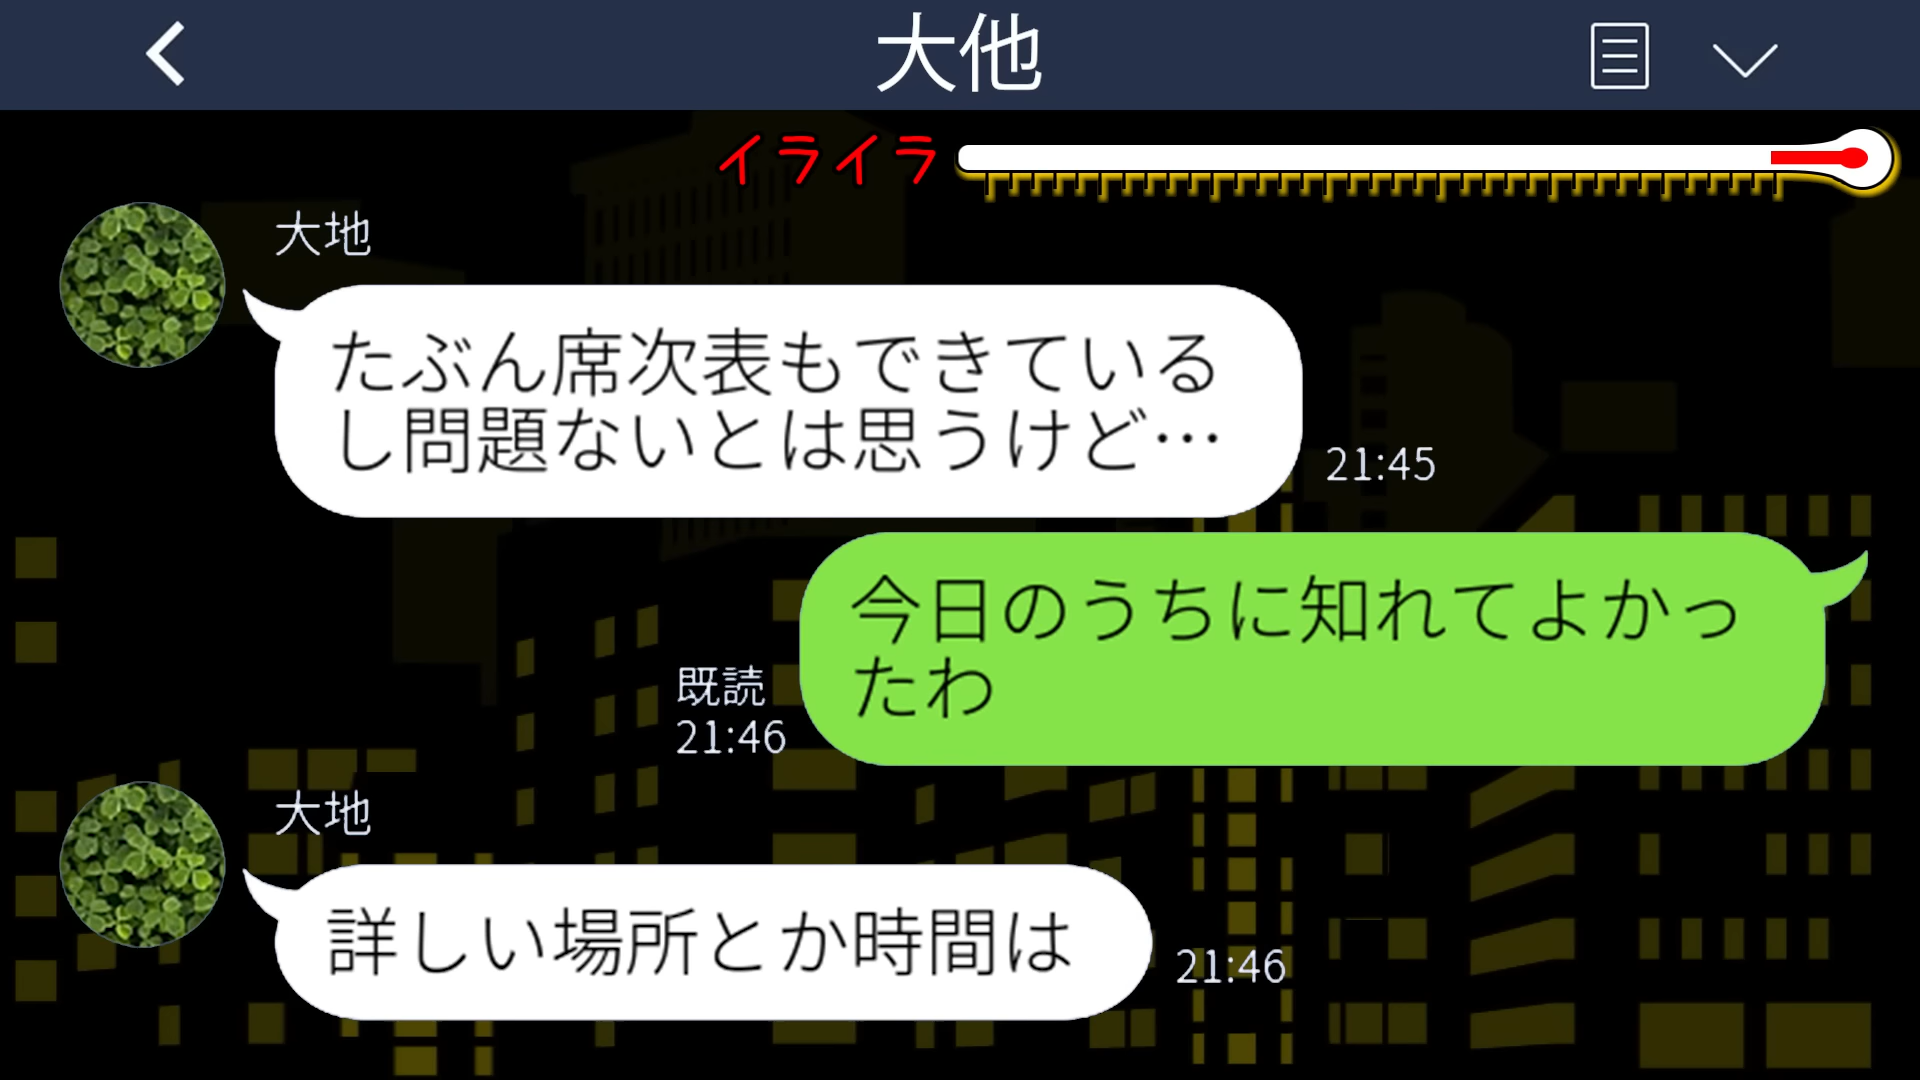 大他
イライラ
大地
たぶん席次表もできている
し問題ないとは思うけど…
21:45
今日のうちに知れてよかっ
たわ
既読
21:46
大地
詳しい場所とか時間は
21:46